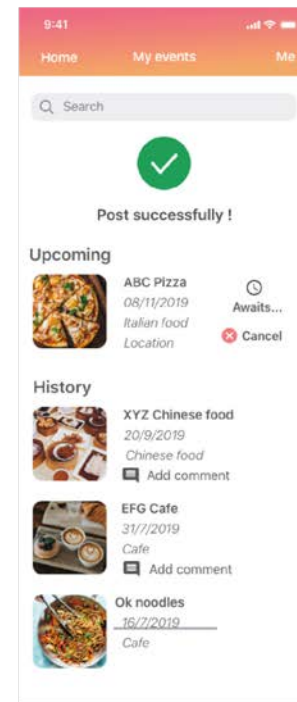 9:41
Home My events Me
Search
Post successfully !
Upcoming
ABC Pizza
08/11/2019
Awaits...
Italian food
Location
Cancel
History
XYZ Chinese food
20/9/2019
Chinese food
Add comment
EFG Cafe
31/7/2019
Cafe
Add comment
Ok noodles
16/7/2019
Cafe